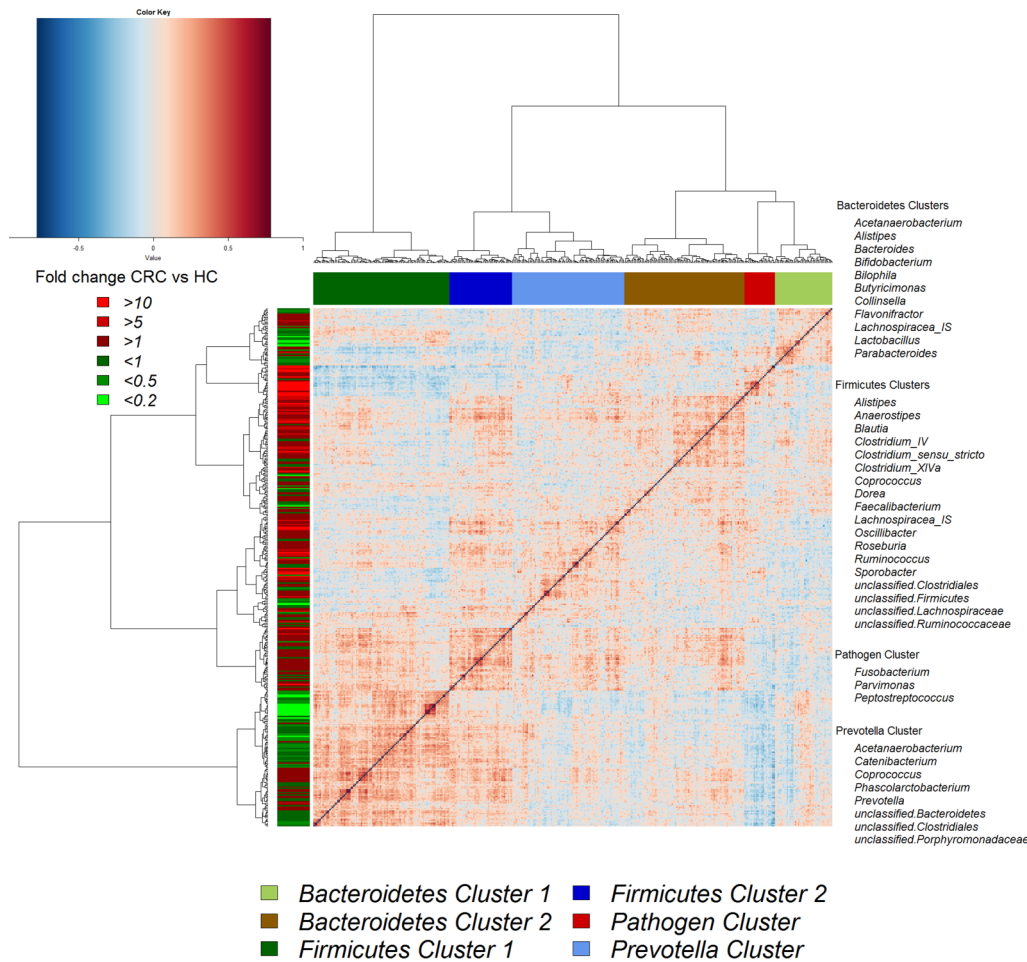 Color Key
-0.5 0 0.5 1
Value
Fold change CRC vs HC
>10
>5
>1
<1
<0.5
<0.2
Bacteroidetes Clusters
Acetanaerobacterium
Alistipes
Bacteroides
Bifidobacterium
Bilophila
Butyricimonas
Collinsella
Flavonifractor
Lachnospiracea_IS
Lactobacillus
Parabacteroides
Firmicutes Clusters
Alistipes
Anaerostipes
Blautia
Clostridium_IV
Clostridium_sensu_stricto
Clostridium_XIVa
Coprococcus
Dorea
Faecalibacterium
Lachnospiracea_IS
Oscillibacter
Roseburia
Ruminococcus
Sporobacter
unclassified.Clostridiales
unclassified.Firmicutes
unclassified.Lachnospiraceae
unclassified.Ruminococcaceae
Pathogen Cluster
Fusobacterium
Parvimonas
Peptostreptococcus
Prevotella Cluster
Acetanaerobacterium
Catenibacterium
Coprococcus
Phascolarctobacterium
Prevotella
unclassified.Bacteroidetes
unclassified.Clostridiales
unclassified.Porphyromonadaceae
Bacteroidetes Cluster 1
Bacteroidetes Cluster 2
Firmicutes Cluster 1
Firmicutes Cluster 2
Pathogen Cluster
Prevotella Cluster